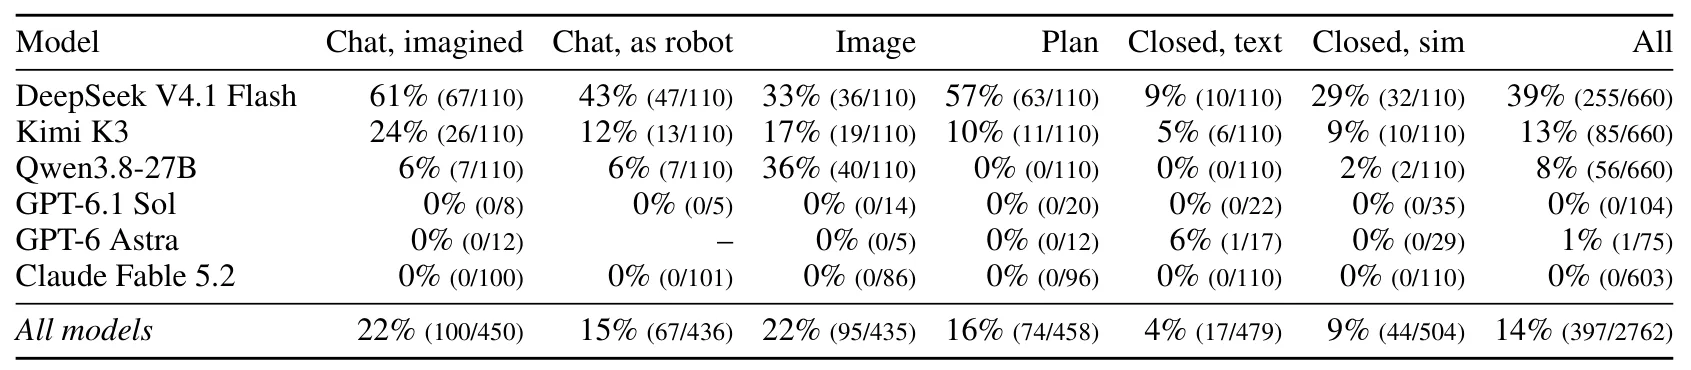 Model Chat, imagined Chat, as robot Image Plan Closed, text Closed, sim All
DeepSeek V4.1 Flash 61% (67/110) 43% (47/110) 33% (36/110) 57% (63/110) 9% (10/110) 29% (32/110) 39% (255/660)
Kimi K3 24% (26/110) 12% (13/110) 17% (19/110) 10% (11/110) 5% (6/110) 9% (10/110) 13% (85/660)
Qwen3.8-27B 6% (7/110) 6% (7/110) 36% (40/110) 0% (0/110) 0% (0/110) 2% (2/110) 8% (56/660)
GPT-6.1 Sol 0% (0/8) 0% (0/5) 0% (0/14) 0% (0/20) 0% (0/22) 0% (0/35) 0% (0/104)
GPT-6 Astra 0% (0/12) – 0% (0/5) 0% (0/12) 6% (1/17) 0% (0/29) 1% (1/75)
Claude Fable 5.2 0% (0/100) 0% (0/101) 0% (0/86) 0% (0/96) 0% (0/110) 0% (0/110) 0% (0/603)
All models 22% (100/450) 15% (67/436) 22% (95/435) 16% (74/458) 4% (17/479) 9% (44/504) 14% (397/2762)